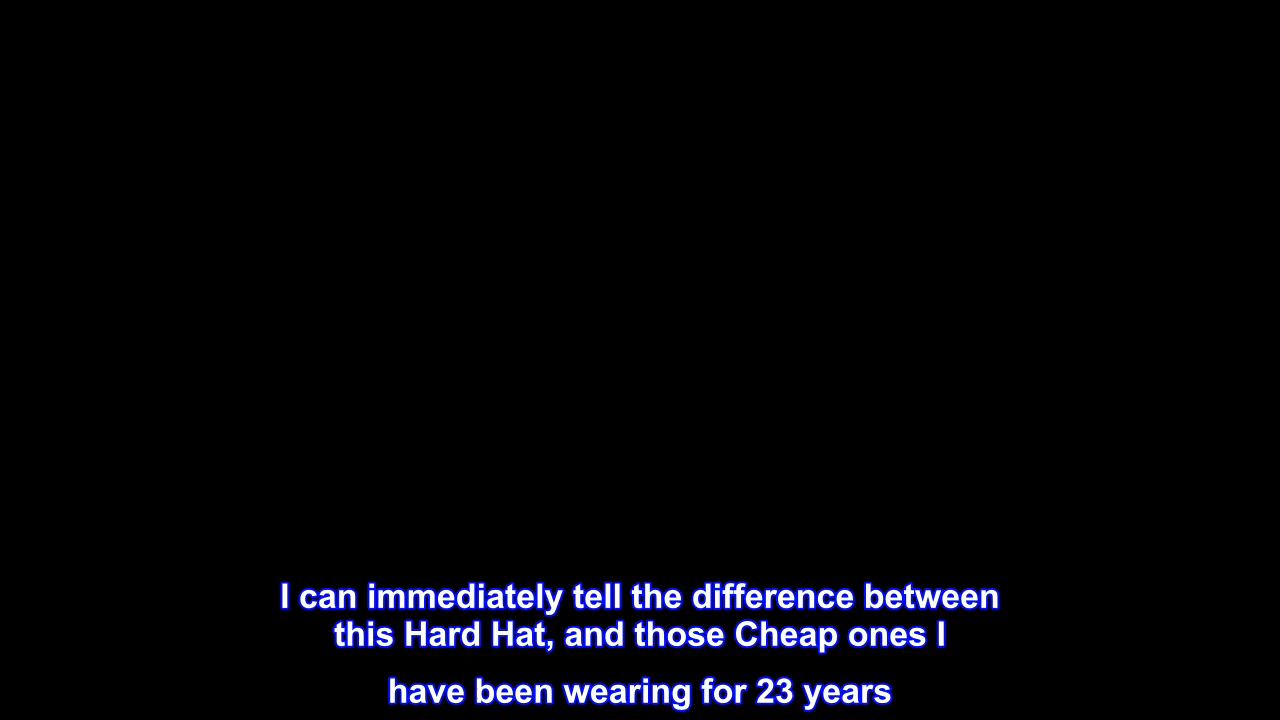 I can immediately tell the difference between
this Hard Hat, and those Cheap ones I
have been wearing for 23 years